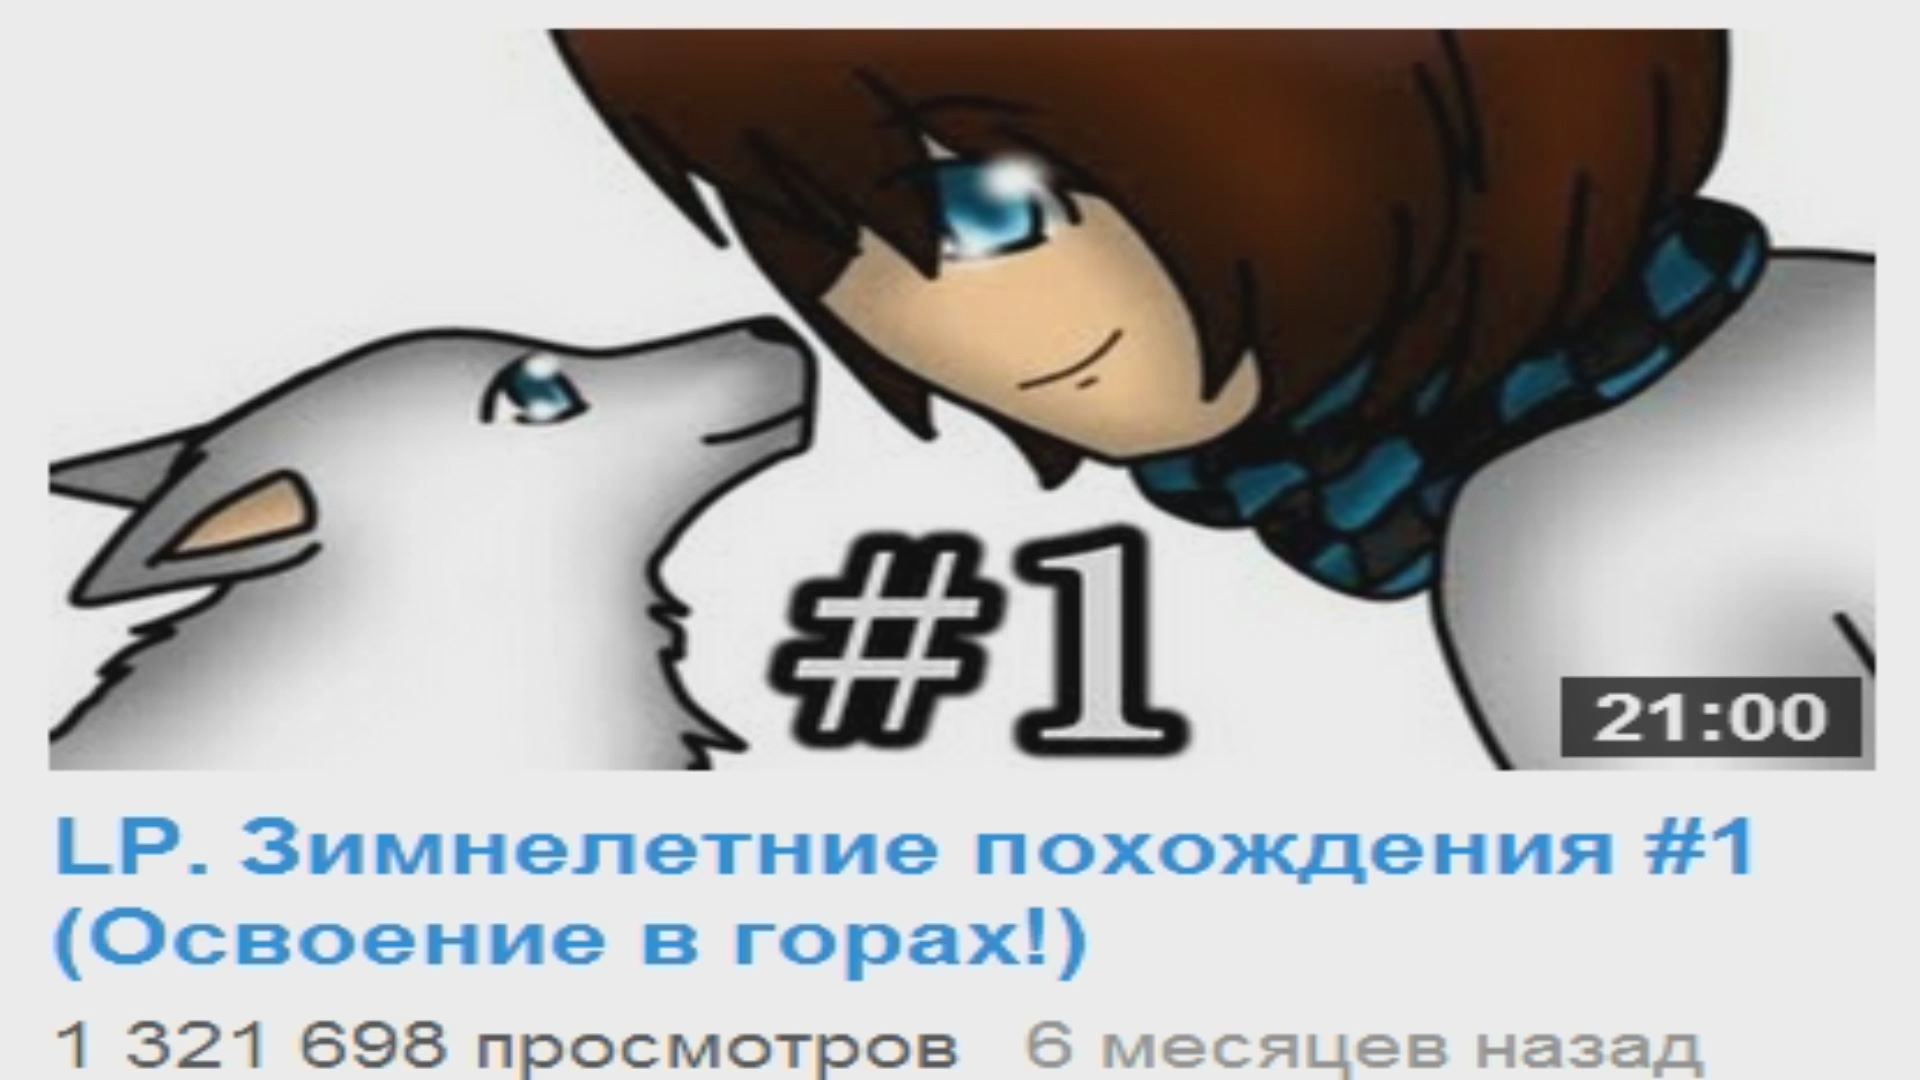 #1
21:00
LP. Зимнелетние похождения #1
(Освоение в горах!)
1 321 698 просмотров 6 месяцев назад